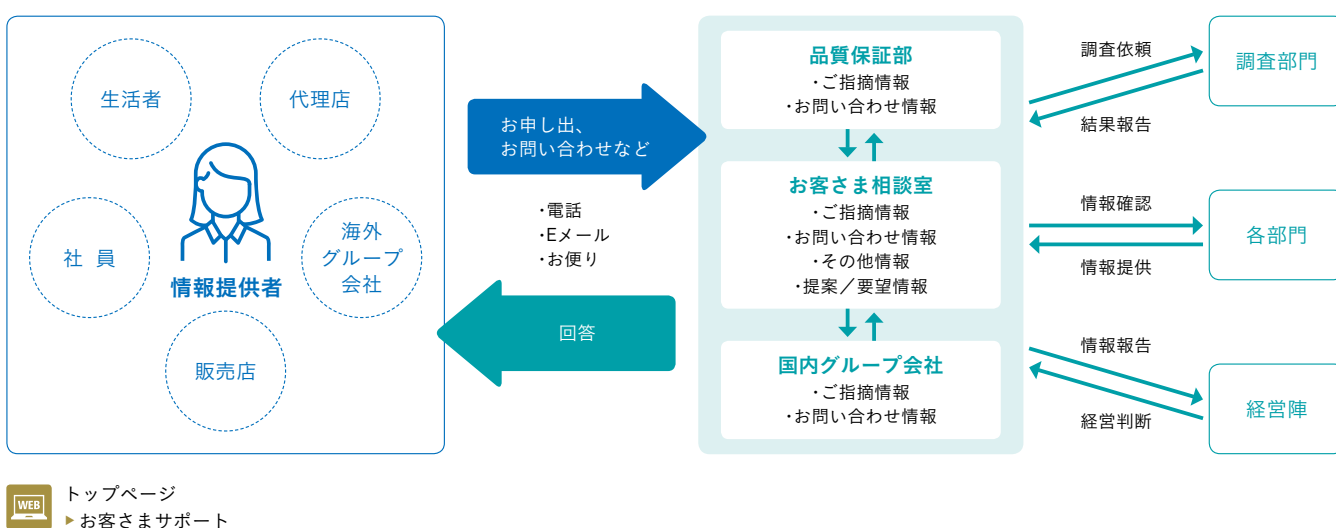 生活者
代理店
社 員
海外
グループ
会社
情報提供者
販売店
お申し出、
お問い合わせなど
・電話
・Eメール
・お便り
回答
品質保証部
・ご指摘情報
・お問い合わせ情報
お客さま相談室
・ご指摘情報
・お問い合わせ情報
・その他情報
・提案／要望情報
国内グループ会社
・ご指摘情報
・お問い合わせ情報
調査依頼
結果報告
調査部門
情報確認
情報提供
各部門
情報報告
経営判断
経営陣
WEB
トップページ
▶お客さまサポート